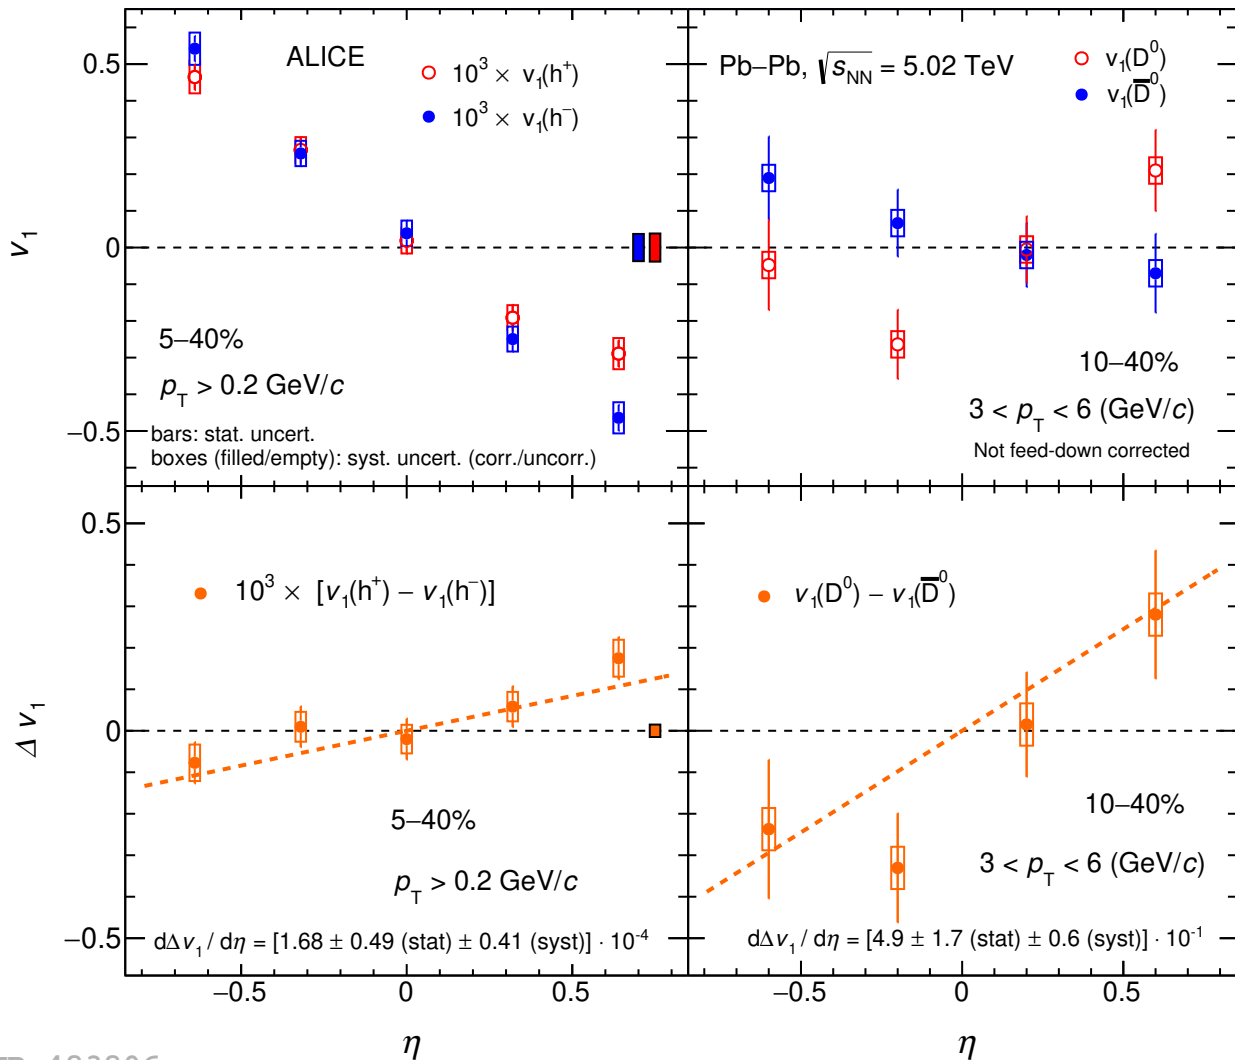 0.5
0
−0.5
v₁
ALICE
10³ × v₁(h⁺)
10³ × v₁(h⁻)
5−40%
p_T > 0.2 GeV/c
bars: stat. uncert.
boxes (filled/empty): syst. uncert. (corr./uncorr.)
Pb−Pb, √s_NN = 5.02 TeV
v₁(D⁰)
v₁(D̅⁰)
10−40%
3 < p_T < 6 (GeV/c)
Not feed-down corrected
0.5
0
−0.5
Δ v₁
10³ × [v₁(h⁺) − v₁(h⁻)]
5−40%
p_T > 0.2 GeV/c
dΔv₁ / dη = [1.68 ± 0.49 (stat) ± 0.41 (syst)] · 10⁻⁴
v₁(D⁰) − v₁(D̅⁰)
10−40%
3 < p_T < 6 (GeV/c)
dΔv₁ / dη = [4.9 ± 1.7 (stat) ± 0.6 (syst)] · 10⁻¹
−0.5 0 0.5
−0.5 0 0.5
η
η